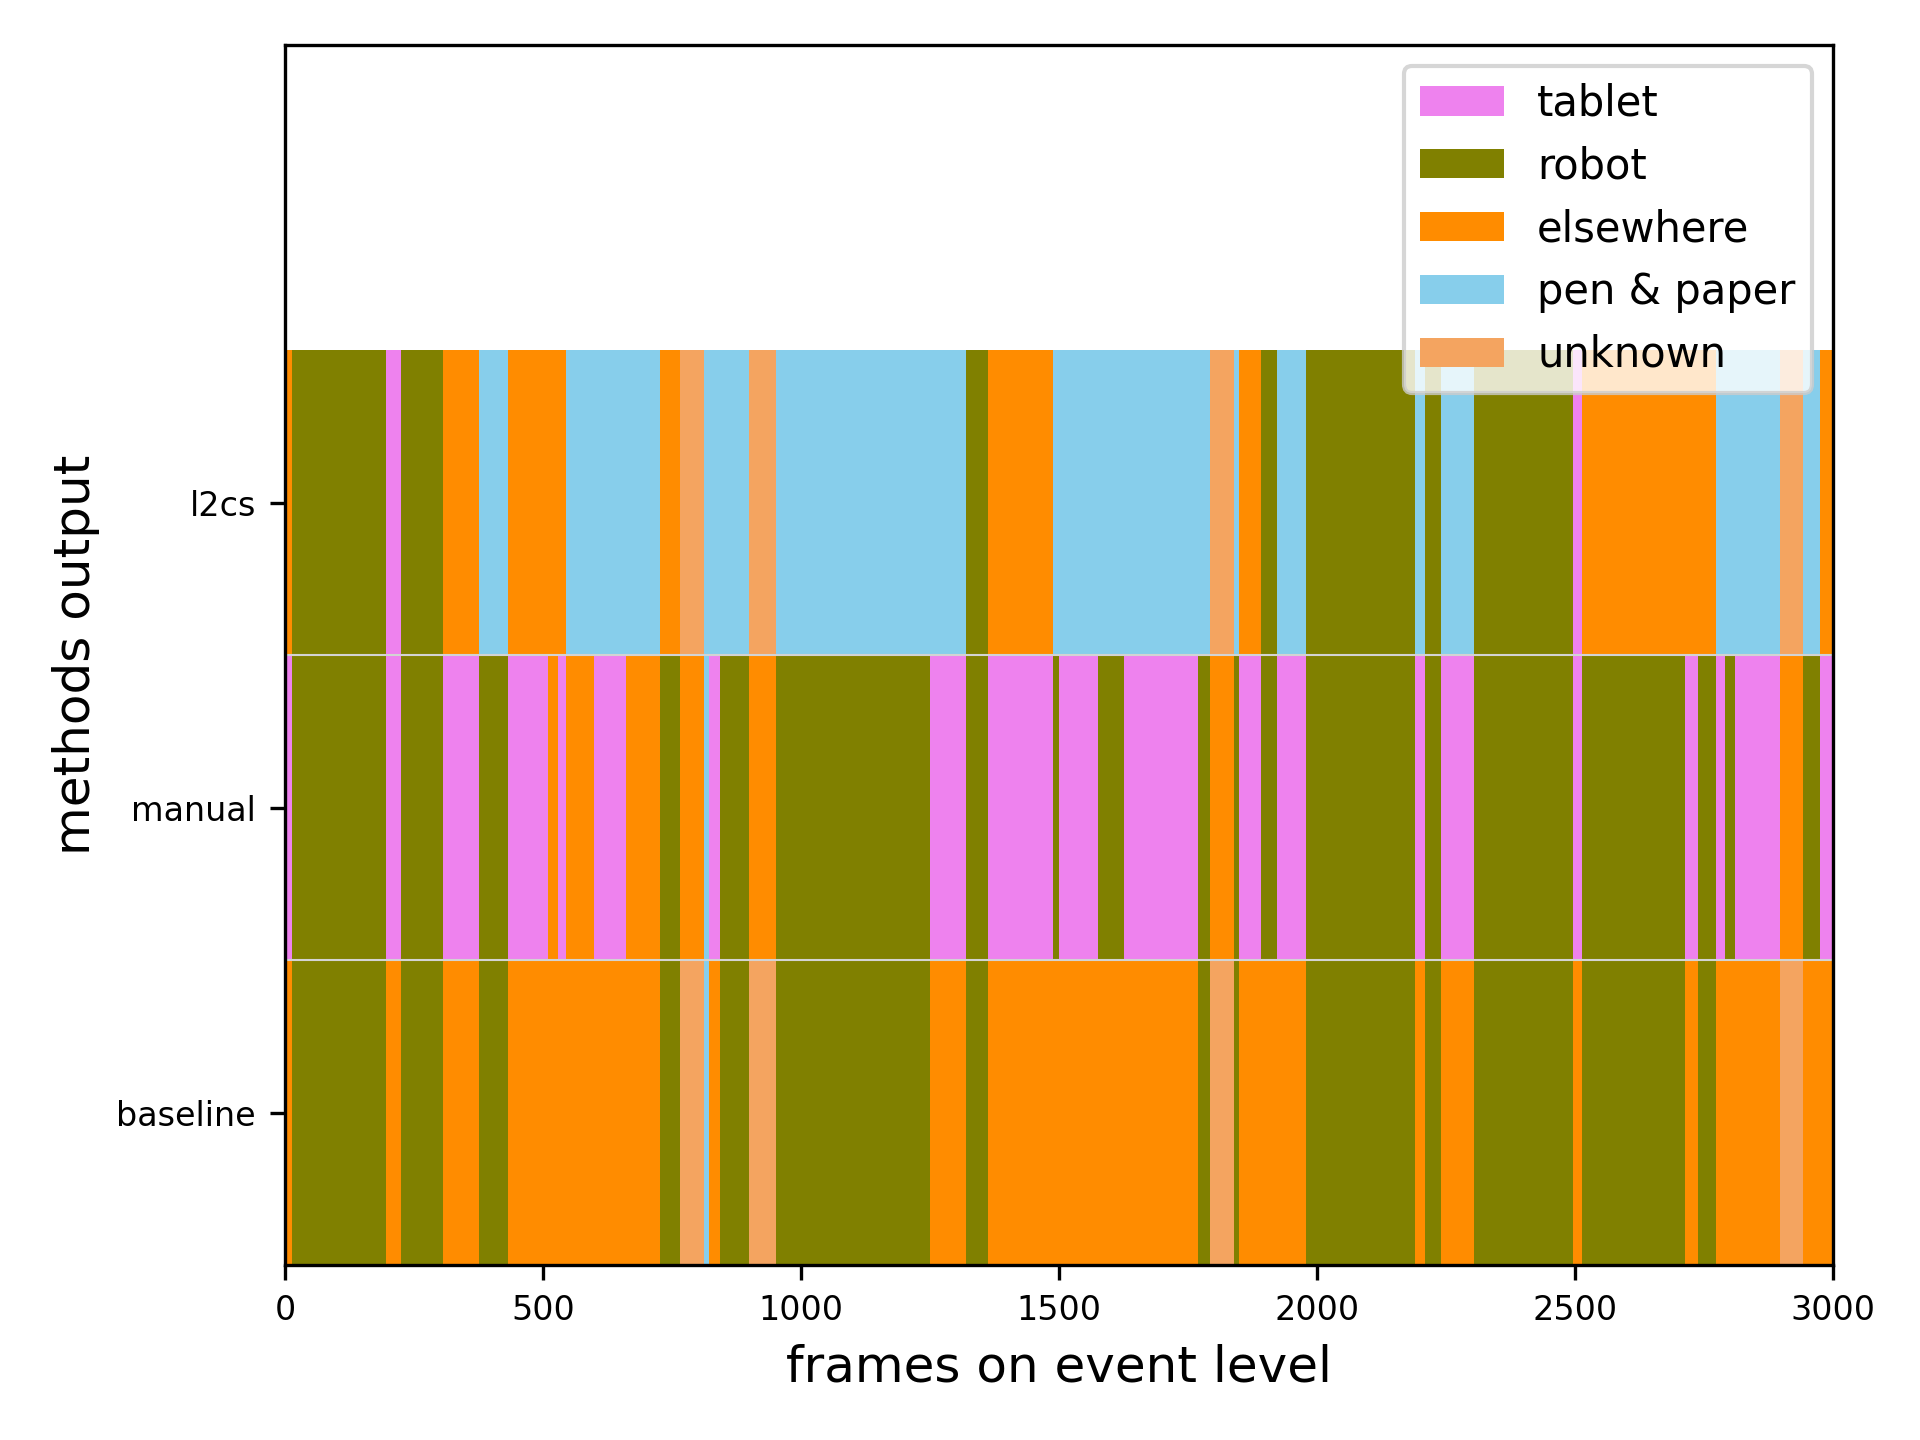 tablet
robot
elsewhere
pen & paper
unknown
methods output
l2cs
manual
baseline
0 500 1000 1500 2000 2500 3000
frames on event level